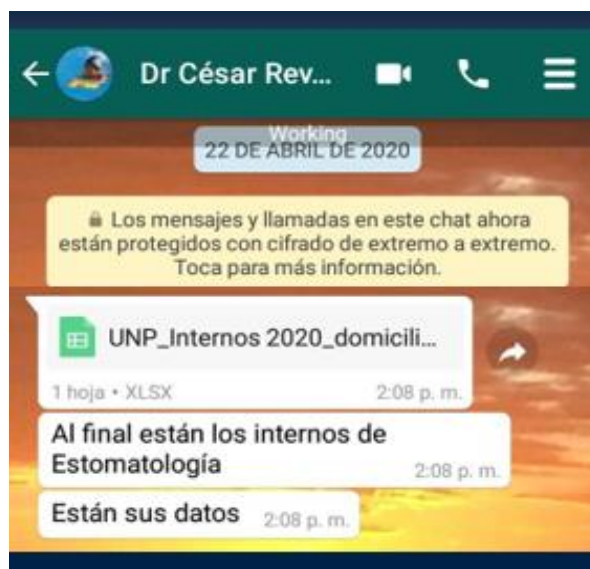 Dr César Rev...
Working
22 DE ABRIL DE 2020
Los mensajes y llamadas en este chat ahora
están protegidos con cifrado de extremo a extremo.
Toca para más información.
UNP_Internos 2020_domicili...
1 hoja • XLSX 2:08 p. m.
Al final están los internos de
Estomatología 2:08 p. m.
Están sus datos 2:08 p. m.